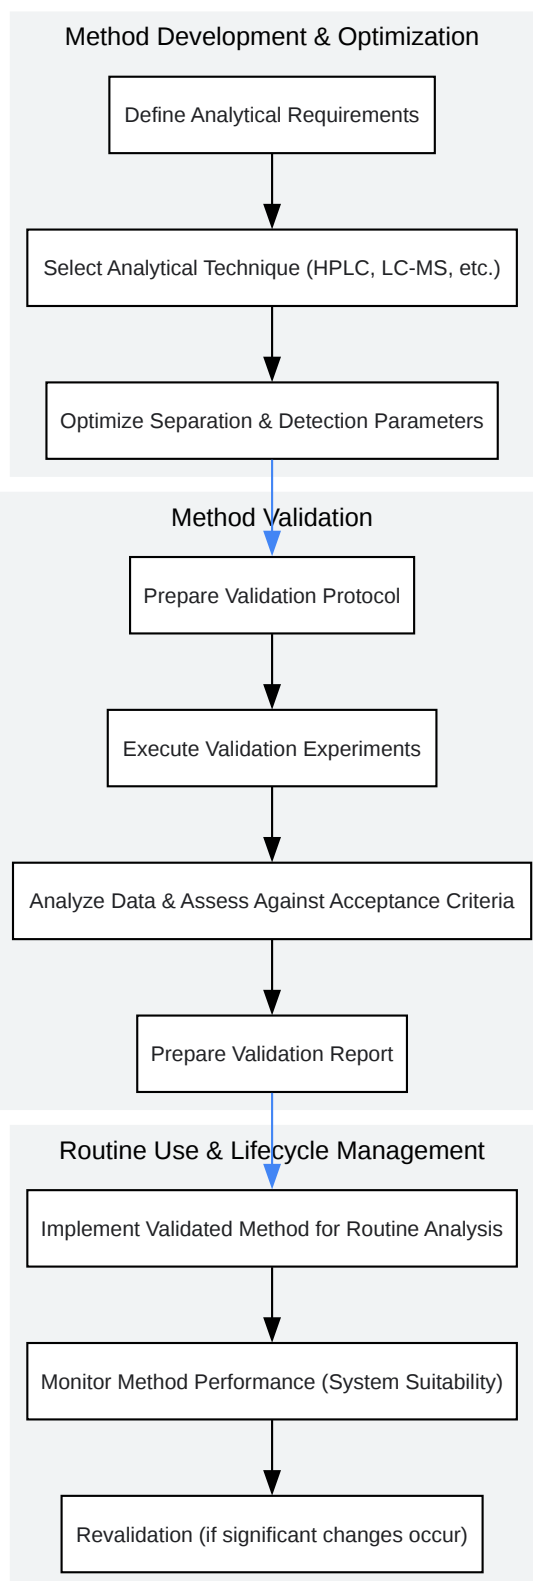 Method Development & Optimization
Define Analytical Requirements
Select Analytical Technique (HPLC, LC-MS, etc.)
Optimize Separation & Detection Parameters
Method Validation
Prepare Validation Protocol
Execute Validation Experiments
Analyze Data & Assess Against Acceptance Criteria
Prepare Validation Report
Routine Use & Lifecycle Management
Implement Validated Method for Routine Analysis
Monitor Method Performance (System Suitability)
Revalidation (if significant changes occur)